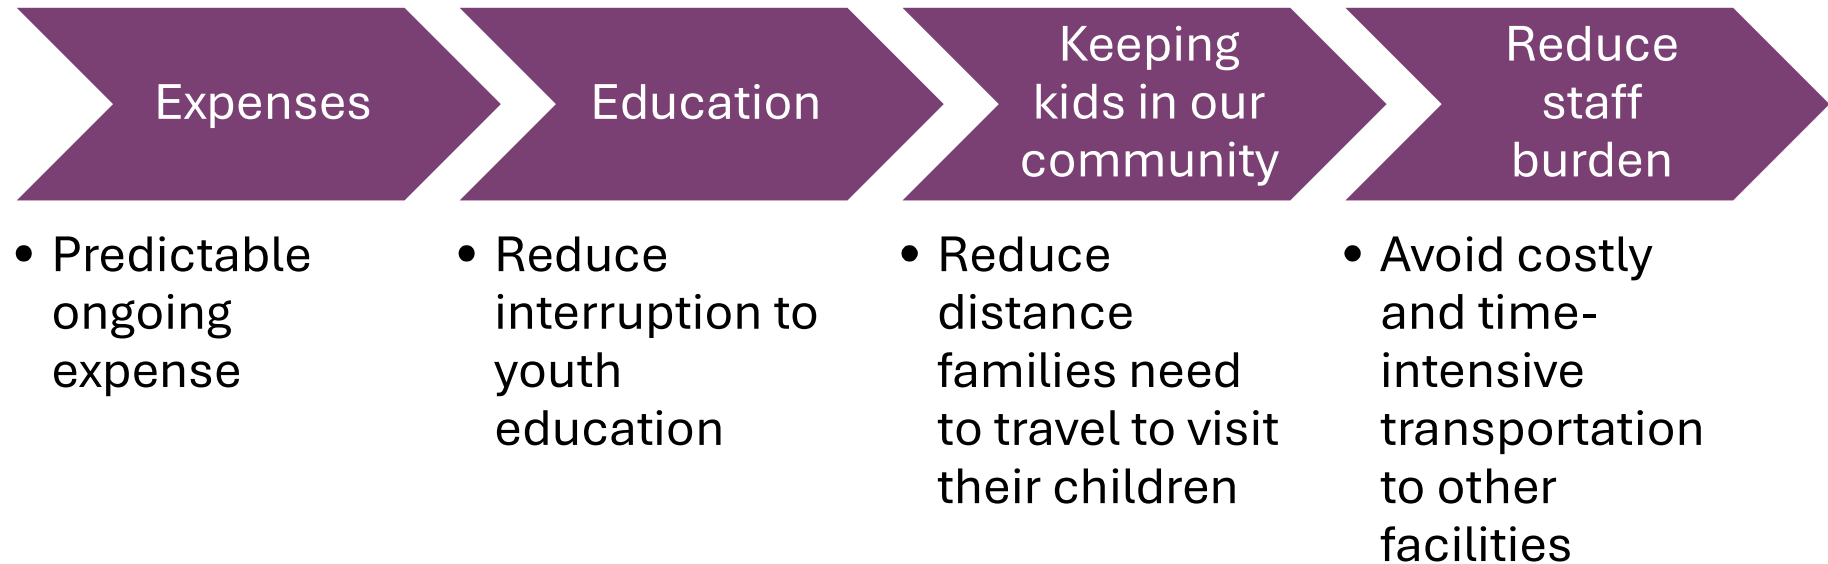 Expenses
• Predictable
ongoing
expense
Education
• Reduce
interruption to
youth
education
Keeping
kids in our
community
• Reduce
distance
families need
to travel to visit
their children
Reduce
staff
burden
• Avoid costly
and time-
intensive
transportation
to other
facilities